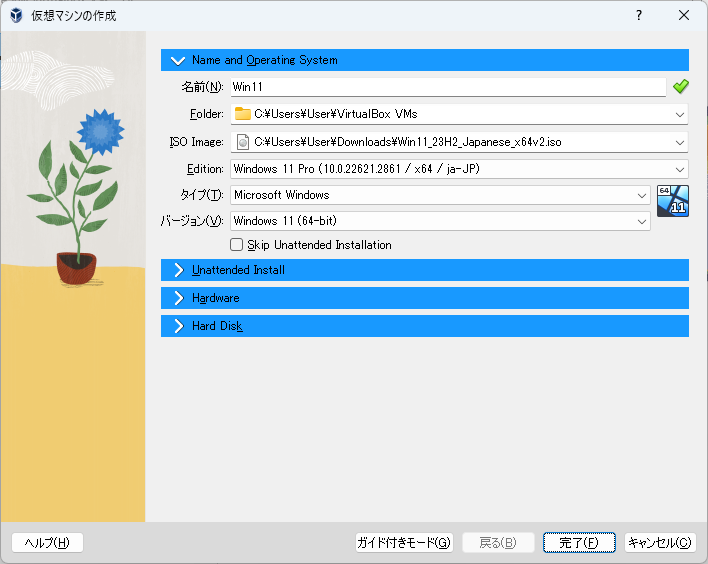 仮想マシンの作成
?
Name and Operating System
名前(N): Win11
Folder: C:¥Users¥User¥VirtualBox VMs
ISO Image: C:¥Users¥User¥Downloads¥Win11_23H2_Japanese_x64v2.iso
Edition: Windows 11 Pro (10.0.22621.2861 / x64 / ja-JP)
タイプ(T): Microsoft Windows
64
11
バージョン(V): Windows 11 (64-bit)
Skip Unattended Installation
Unattended Install
Hardware
Hard Disk
ヘルプ(H) ガイド付きモード(G) 戻る(B) 完了(F) キャンセル(C)